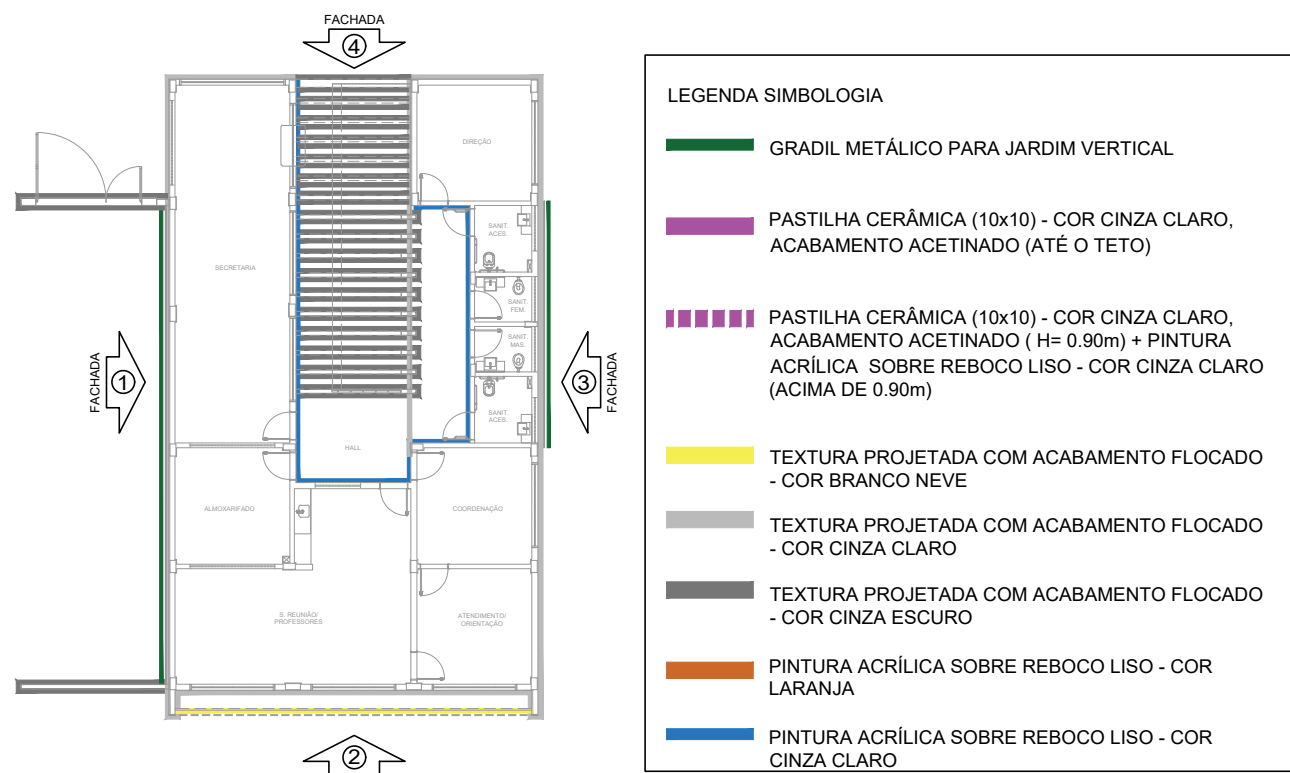 FACHADA
4
DIREÇÃO
SECRETARIA
SANIT.
ACES.
SANIT.
FEM.
SANIT.
MAS.
SANIT.
ACES.
FACHADA
1
3
FACHADA
HALL
ALMOXARIFADO
COORDENAÇÃO
S. REUNIÃO/
PROFESSORES
ATENDIMENTO/
ORIENTAÇÃO
2
LEGENDA SIMBOLOGIA
GRADIL METÁLICO PARA JARDIM VERTICAL
PASTILHA CERÂMICA (10x10) - COR CINZA CLARO,
ACABAMENTO ACETINADO (ATÉ O TETO)
PASTILHA CERÂMICA (10x10) - COR CINZA CLARO,
ACABAMENTO ACETINADO ( H= 0.90m) + PINTURA
ACRÍLICA SOBRE REBOCO LISO - COR CINZA CLARO
(ACIMA DE 0.90m)
TEXTURA PROJETADA COM ACABAMENTO FLOCADO
- COR BRANCO NEVE
TEXTURA PROJETADA COM ACABAMENTO FLOCADO
- COR CINZA CLARO
TEXTURA PROJETADA COM ACABAMENTO FLOCADO
- COR CINZA ESCURO
PINTURA ACRÍLICA SOBRE REBOCO LISO - COR
LARANJA
PINTURA ACRÍLICA SOBRE REBOCO LISO - COR
CINZA CLARO